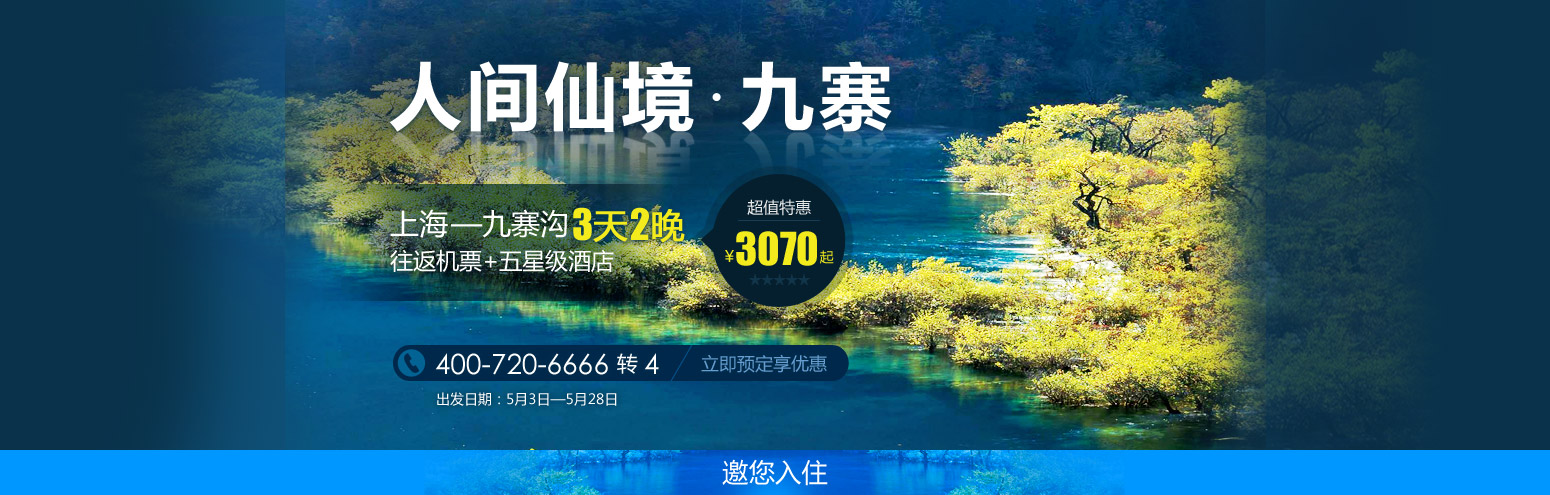 人间仙境·九寨
上海—九寨沟3天2晚
往返机票+五星级酒店
超值特惠
¥3070起
★★★★★
400-720-6666 转 4
立即预定享优惠
出发日期：5月3日—5月28日
邀您入住